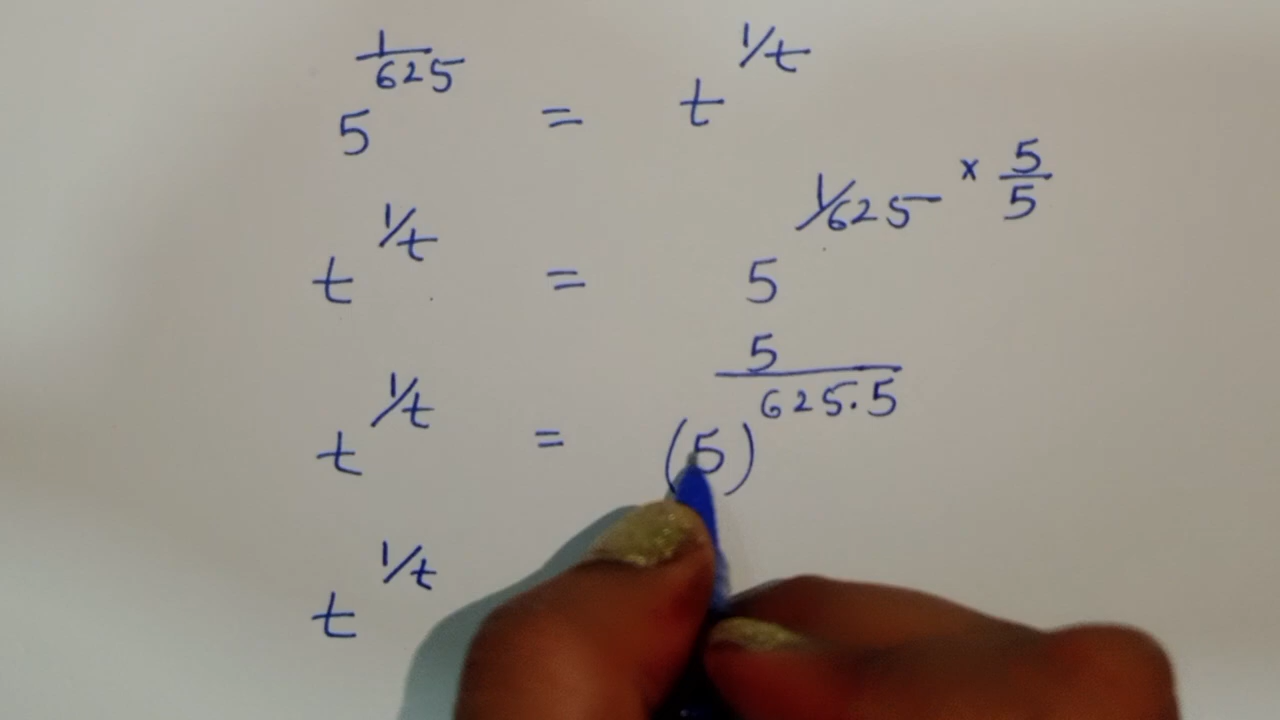 5^(1/625) = t^(1/t)
t^(1/t) = 5^(1/625 × 5/5)
t^(1/t) = (5)^(5/(625.5))
t^(1/t)